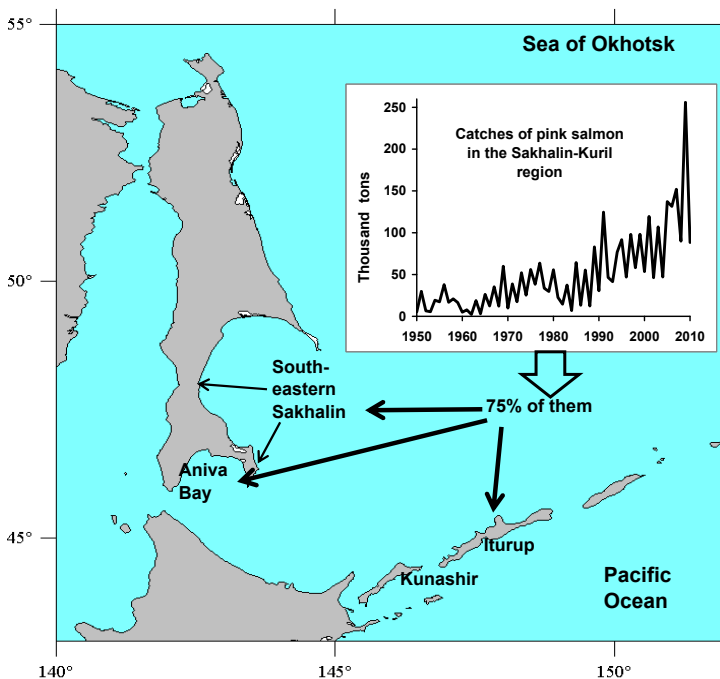 55°
Sea of Okhotsk
Catches of pink salmon
in the Sakhalin-Kuril
region
Thousand tons
250
200
150
100
50
0
1950 1960 1970 1980 1990 2000 2010
50°
South-
eastern
Sakhalin
75% of them
Aniva
Bay
45°
Iturup
Kunashir
Pacific
Ocean
140° 145° 150°